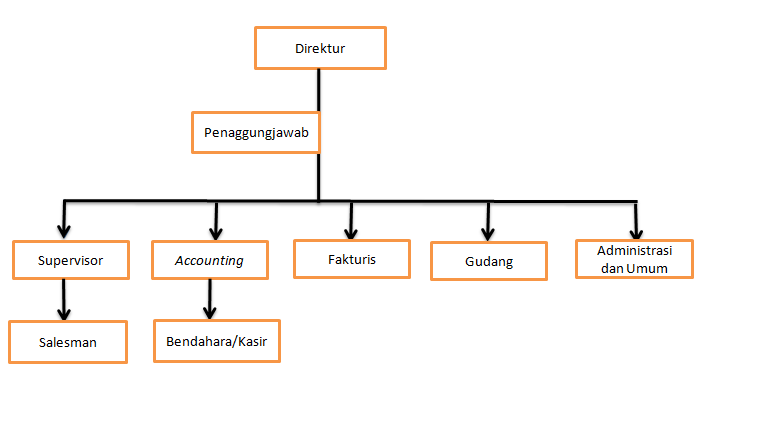 Direktur
Penaggungjawab
Supervisor
Accounting
Fakturis
Gudang
Administrasi
dan Umum
Salesman
Bendahara/Kasir